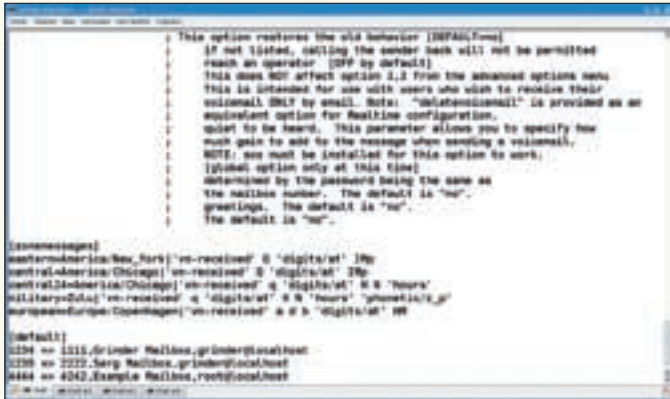 ; This option restores the old behavior [DEFAULT=no]
; if not listed, calling the sender back will not be permitted
; reach an operator [OFF by default]
; This does NOT affect option 3,3 from the advanced options menu
; This is intended for use with users who wish to receive their
; voicemail ONLY by email. Note: "deletevoicemail" is provided as an
; equivalent option for Realtime configuration.
; quiet to be heard. This parameter allows you to specify how
; much gain to add to the message when sending a voicemail.
; NOTE: sox must be installed for this option to work.
; [global option only at this time]
; determined by the password being the same as
; the mailbox number. The default is "no".
; greetings. The default is "no".
; The default is "no".
[zonemessages]
eastern=America/New_York|'vm-received' Q 'digits/at' IMp
central=America/Chicago|'vm-received' Q 'digits/at' IMp
central24=America/Chicago|'vm-received' q 'digits/at' H N 'hours'
military=Zulu|'vm-received' q 'digits/at' H N 'hours' 'phonetic/z_p'
european=Europe/Copenhagen|'vm-received' a d b 'digits/at' HM
[default]
1234 => 1111,Grinder Mailbox,grinder@localhost
2222,Serg Mailbox,grinder@localhost
4444 => 4242,Example Mailbox,root@localhost